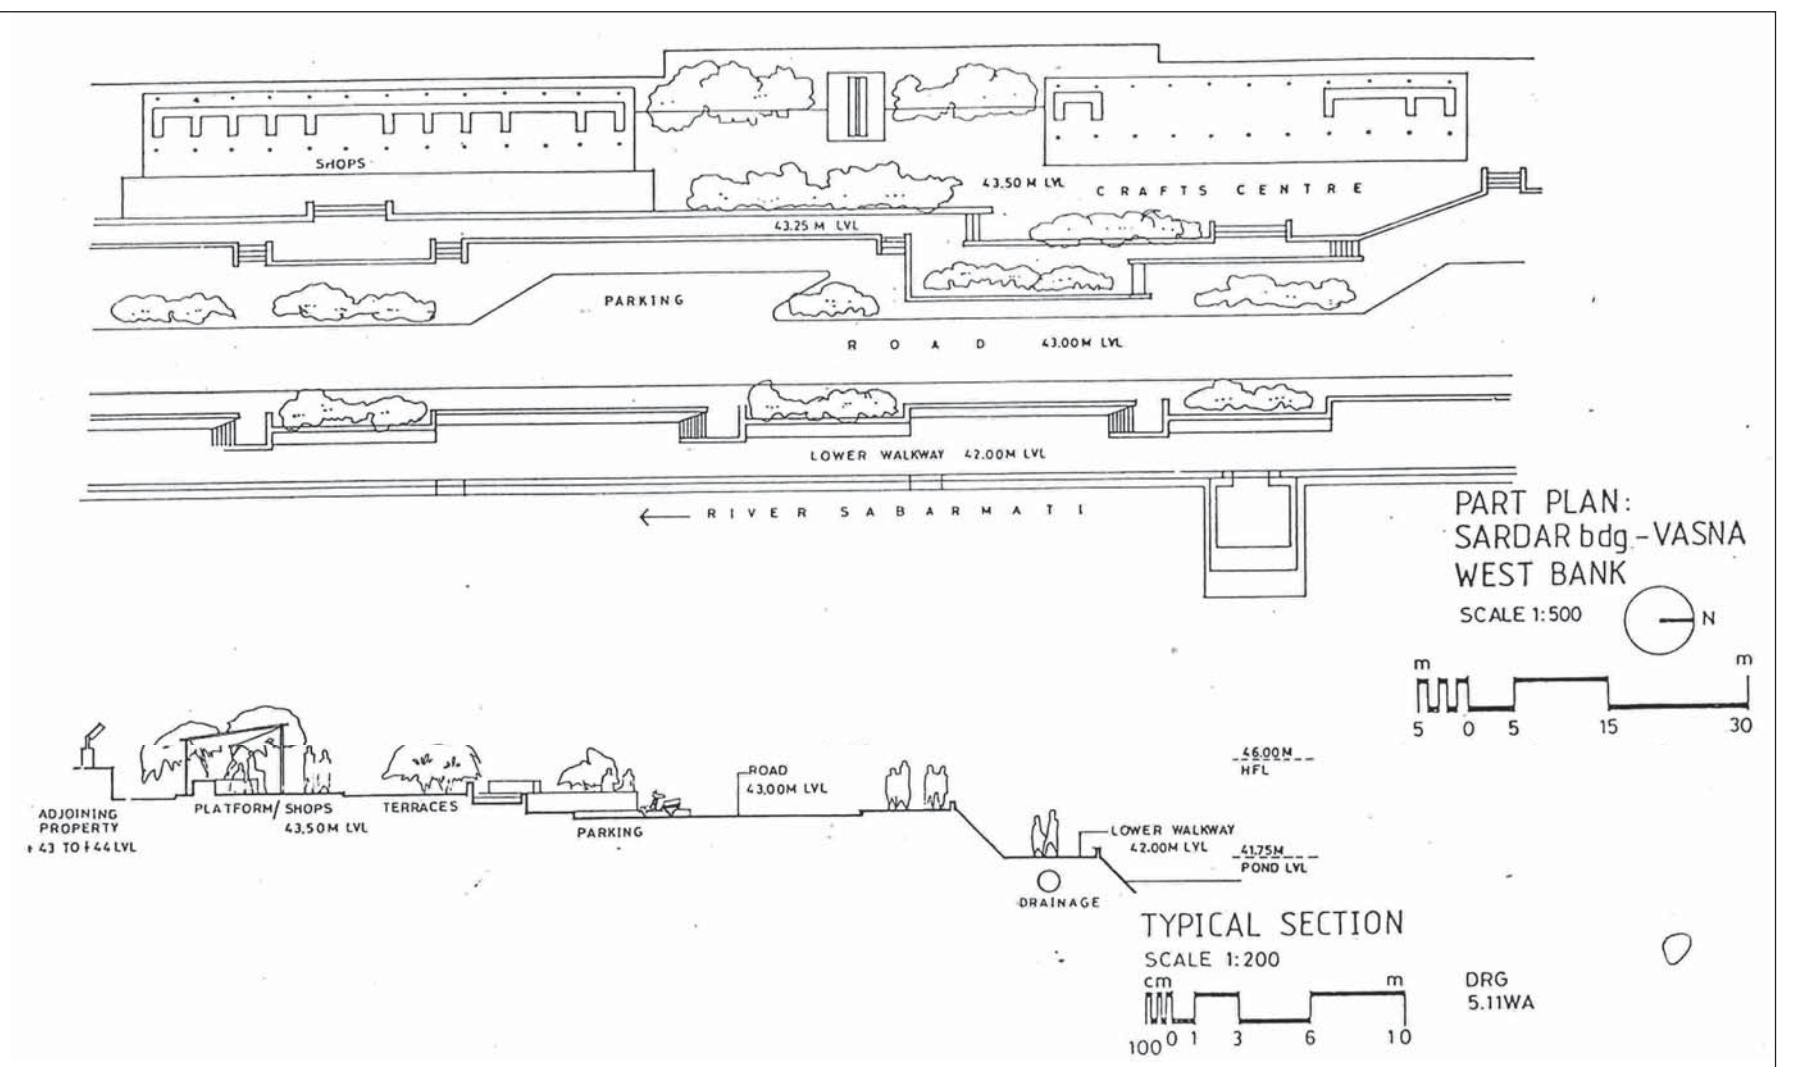 SHOPS
43.50 M LVL
CRAFTS CENTRE
43.25 M LVL
PARKING
ROAD 43.00M LVL
LOWER WALKWAY 42.00M LVL
← RIVER SABARMATI
PART PLAN:
SARDAR bdg.-VASNA
WEST BANK
SCALE 1:500
N
m m
5 0 5 15 30
46.00M
HFL
ROAD
43.00M LVL
ADJOINING
PROPERTY
+ 43 TO +44 LVL
PLATFORM/SHOPS
43.50M LVL
TERRACES
PARKING
LOWER WALKWAY
42.00M LVL
41.75M
POND LVL
DRAINAGE
TYPICAL SECTION
SCALE 1:200
cm m
100 0 1 3 6 10
DRG
5.11WA